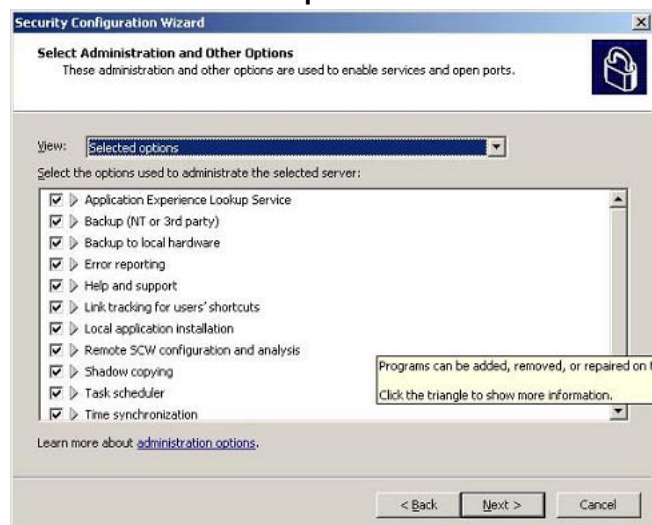 Security Configuration Wizard
Select Administration and Other Options
These administration and other options are used to enable services and open ports.
View: Selected options
Select the options used to administrate the selected server:
Application Experience Lookup Service
Backup (NT or 3rd party)
Backup to local hardware
Error reporting
Help and support
Link tracking for users' shortcuts
Local application installation
Remote SCW configuration and analysis
Shadow copying
Programs can be added, removed, or repaired on
Task scheduler
Click the triangle to show more information.
Time synchronization
Learn more about administration options.
< Back Next > Cancel